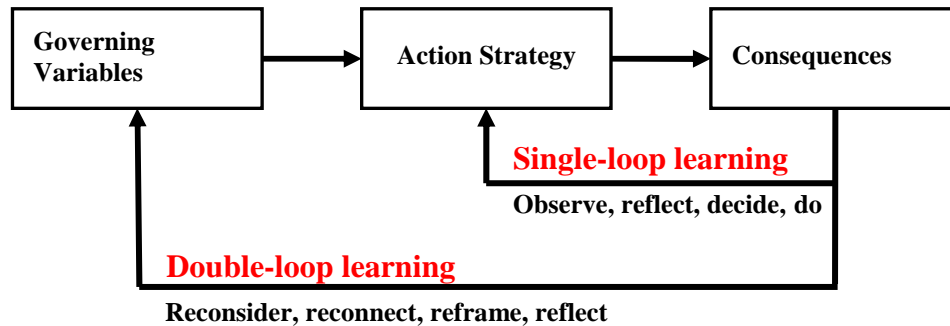 Governing
Variables
Action Strategy
Consequences
Single-loop learning
Observe, reflect, decide, do
Double-loop learning
Reconsider, reconnect, reframe, reflect